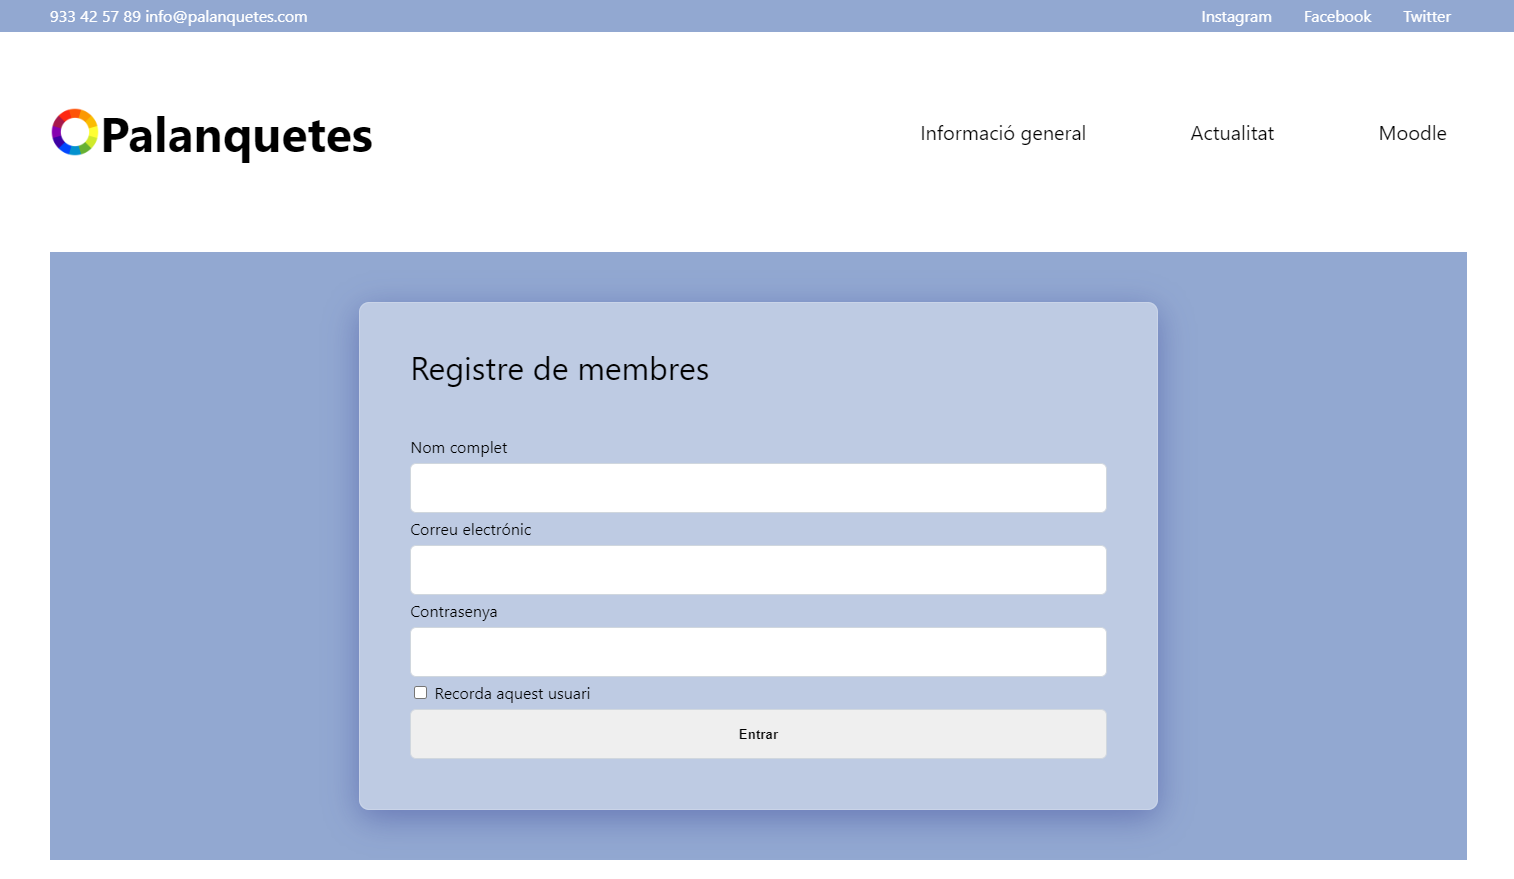 933 42 57 89 info@palanquetes.com Instagram Facebook Twitter
Palanquetes Informació general Actualitat Moodle
Registre de membres
Nom complet
Correu electrónic
Contrasenya
Recorda aquest usuari
Entrar